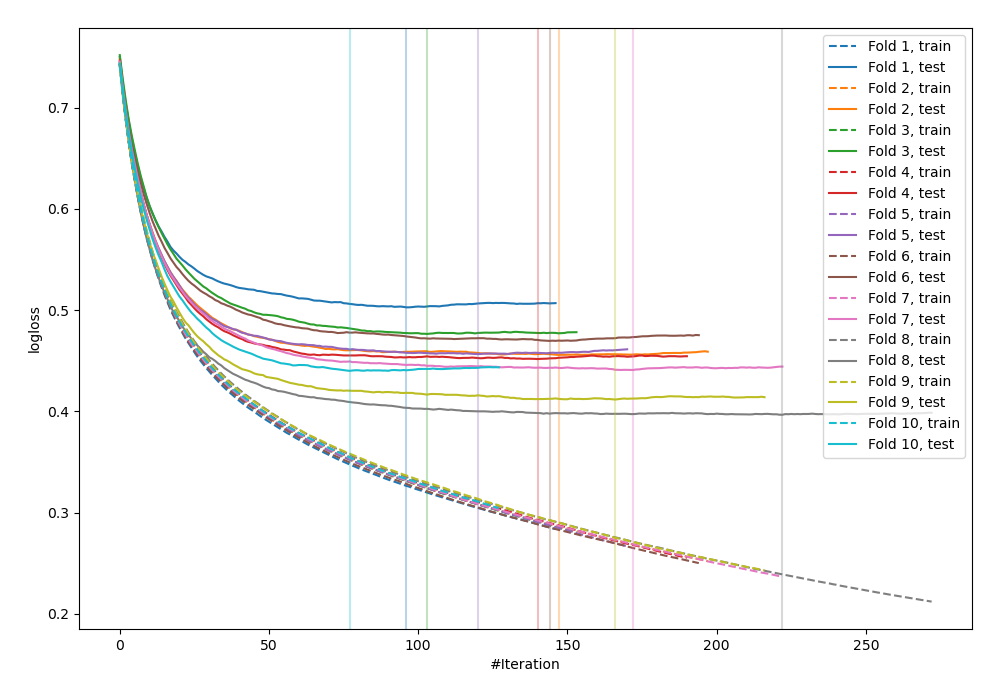 logloss
0.7
0.6
0.5
0.4
0.3
0.2
0
50
100
150
200
250
#Iteration
Fold 1, train
Fold 1, test
Fold 2, train
Fold 2, test
Fold 3, train
Fold 3, test
Fold 4, train
Fold 4, test
Fold 5, train
Fold 5, test
Fold 6, train
Fold 6, test
Fold 7, train
Fold 7, test
Fold 8, train
Fold 8, test
Fold 9, train
Fold 9, test
Fold 10, train
Fold 10, test